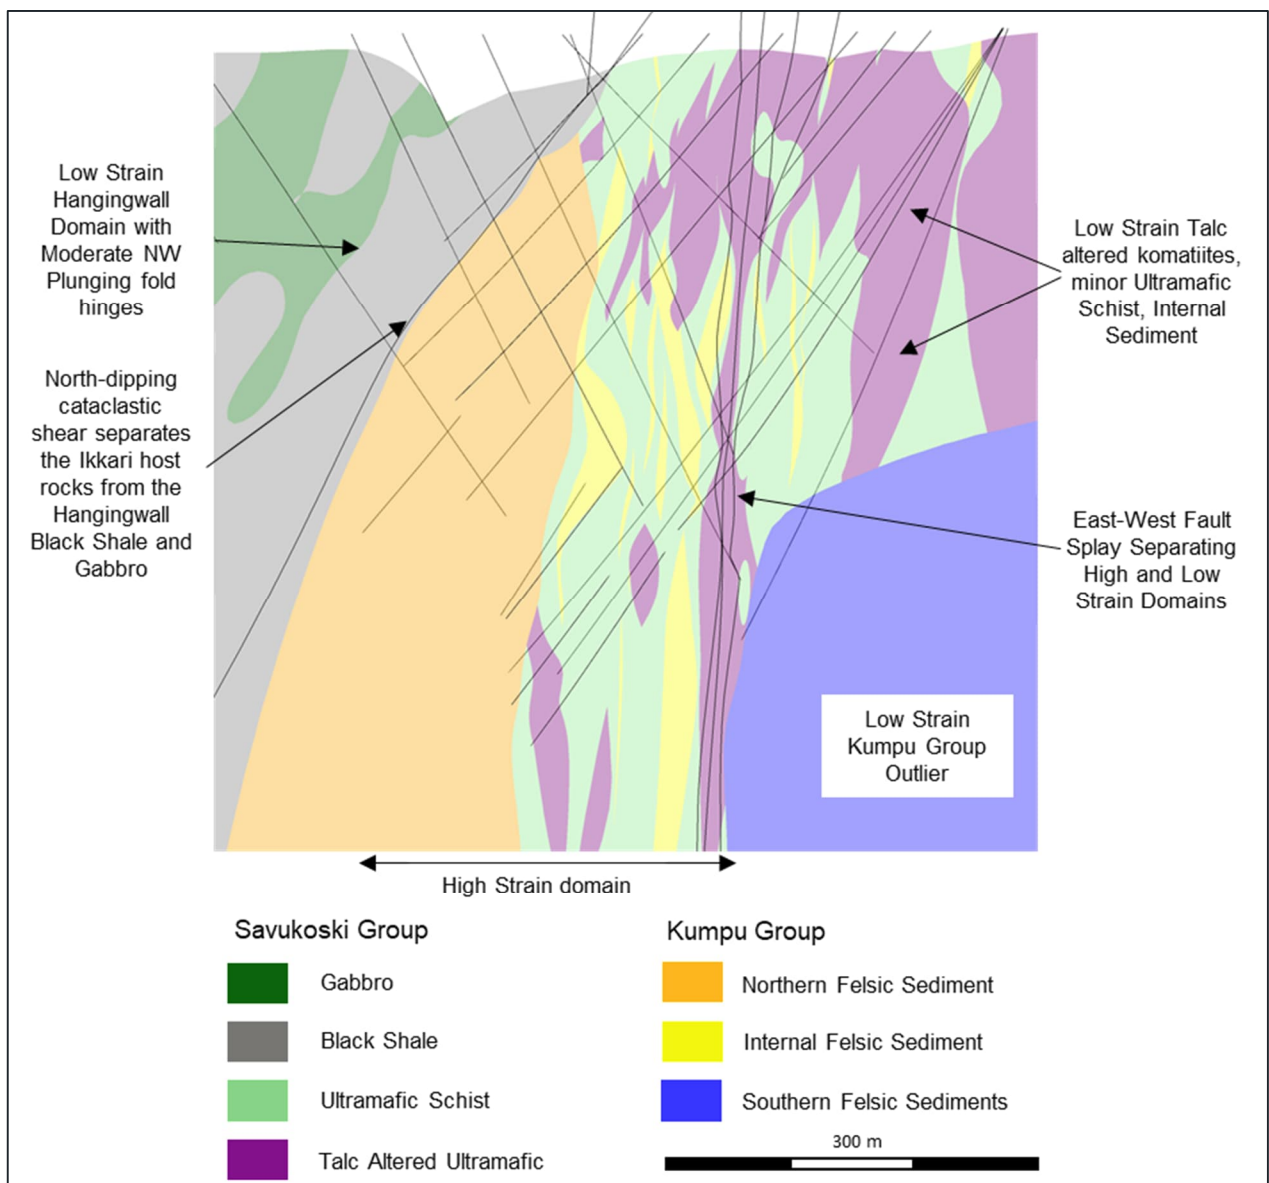 Low Strain
Hangingwall
Domain with
Moderate NW
Plunging fold
hinges
North-dipping
cataclastic
shear separates
the Ikkari host
rocks from the
Hangingwall
Black Shale and
Gabbro
Low Strain Talc
altered komatiites,
minor Ultramafic
Schist, Internal
Sediment
East-West Fault
Splay Separating
High and Low
Strain Domains
Low Strain
Kumpu Group
Outlier
High Strain domain
Savukoski Group
Gabbro
Black Shale
Ultramafic Schist
Talc Altered Ultramafic
Kumpu Group
Northern Felsic Sediment
Internal Felsic Sediment
Southern Felsic Sediments
300 m